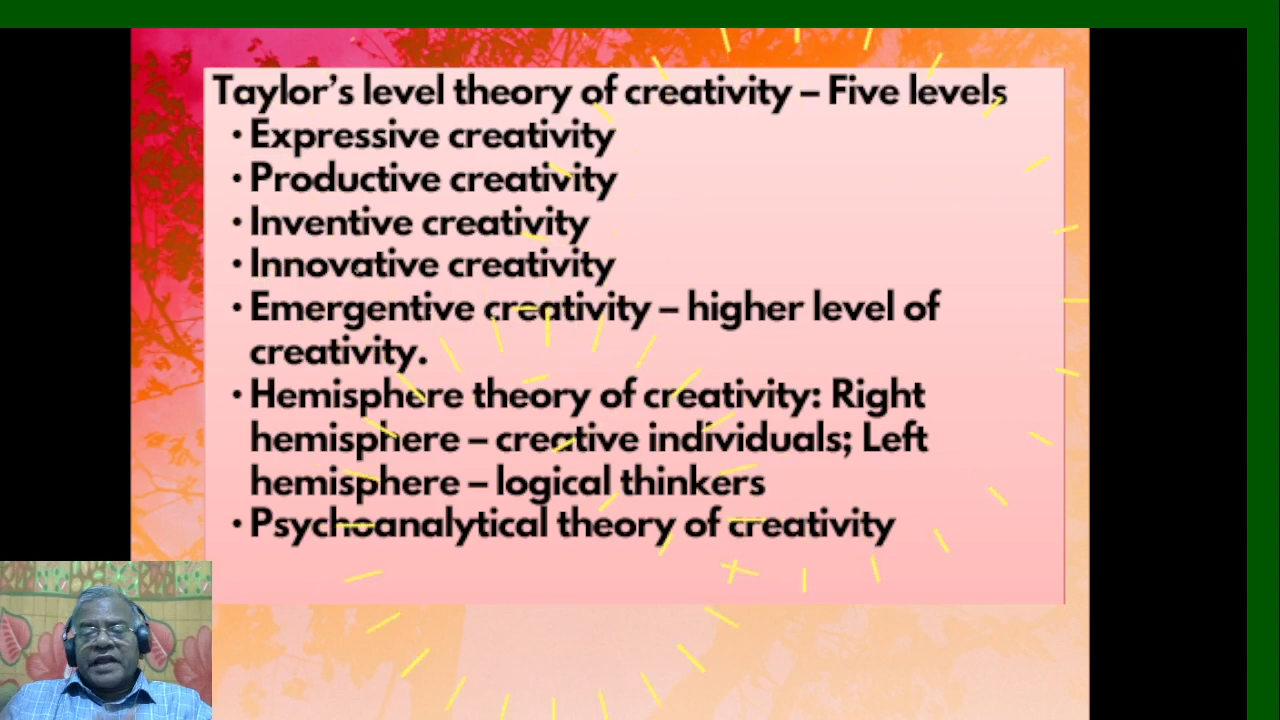 Taylor’s level theory of creativity – Five levels
• Expressive creativity
• Productive creativity
• Inventive creativity
• Innovative creativity
• Emergentive creativity – higher level of
creativity.
• Hemisphere theory of creativity: Right
hemisphere – creative individuals; Left
hemisphere – logical thinkers
• Psychoanalytical theory of creativity